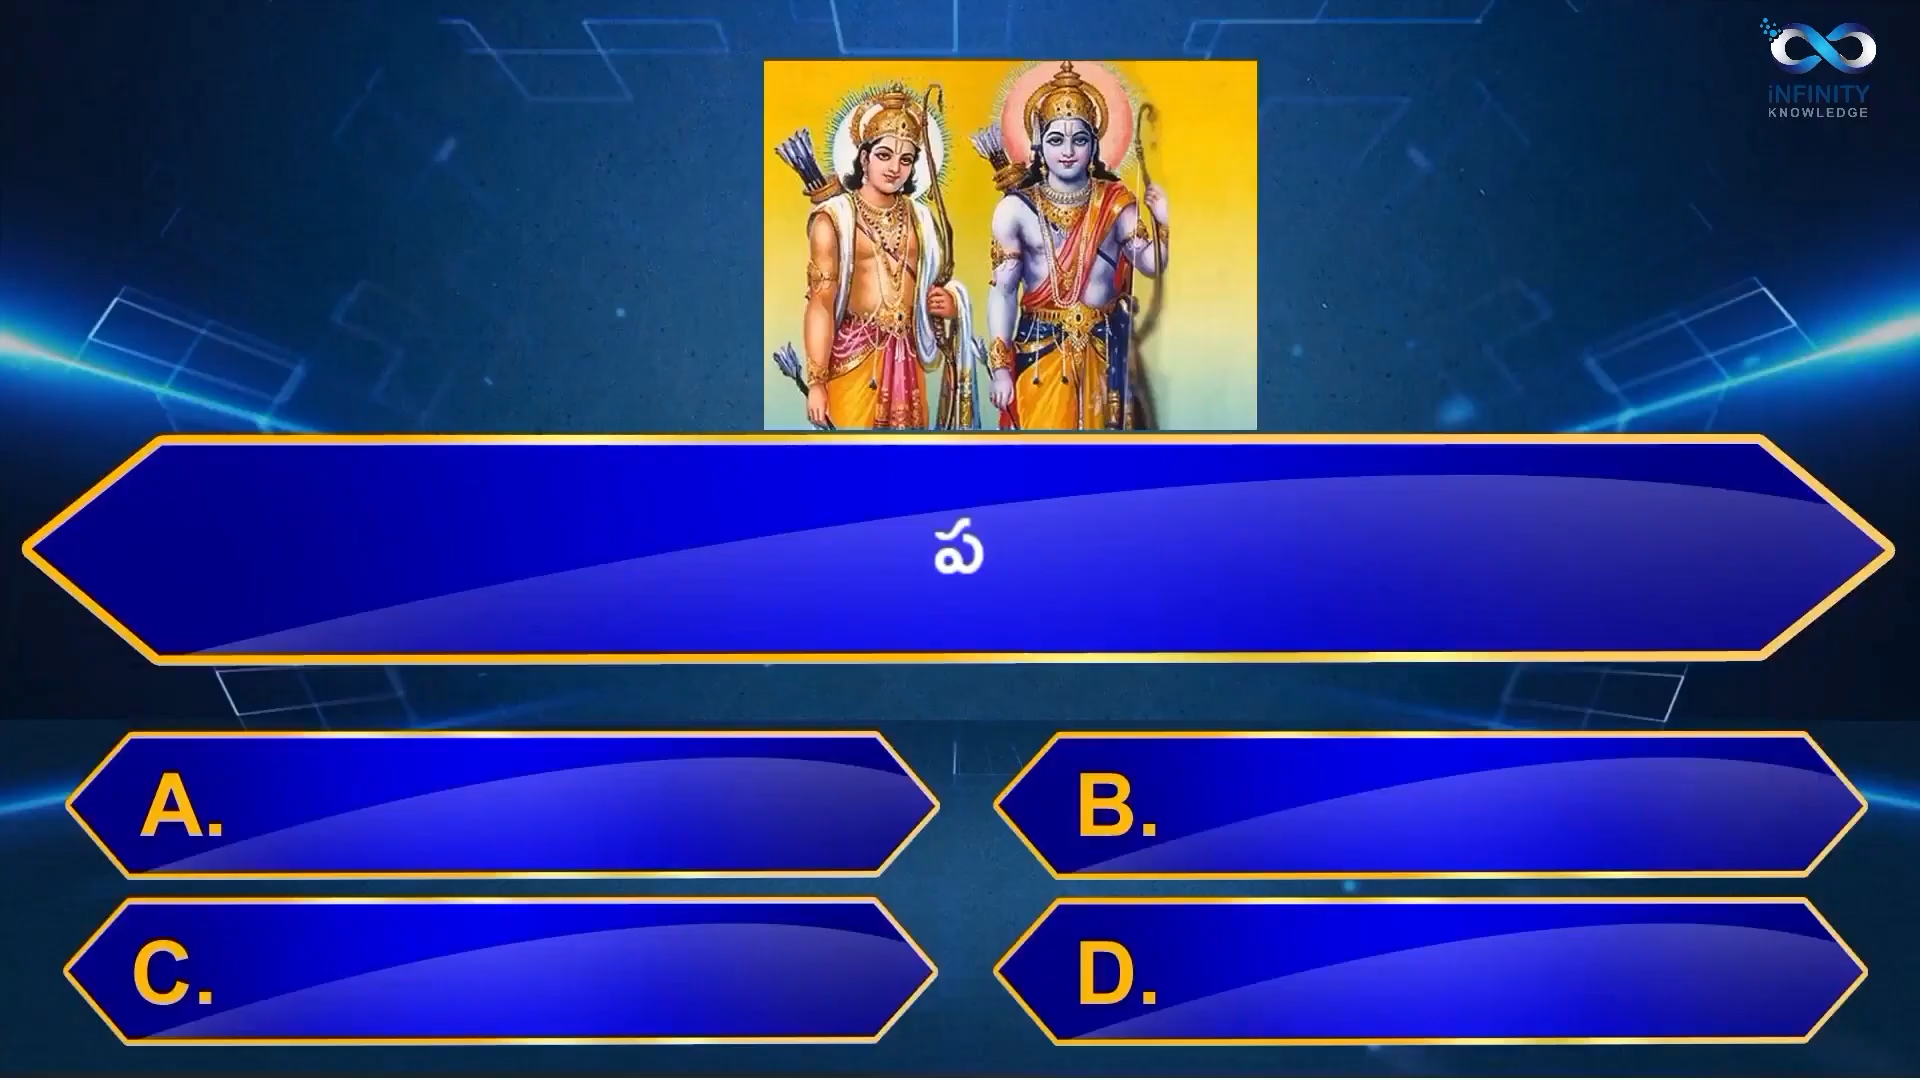 iNFINITY
KNOWLEDGE
ప
A.
B.
C.
D.